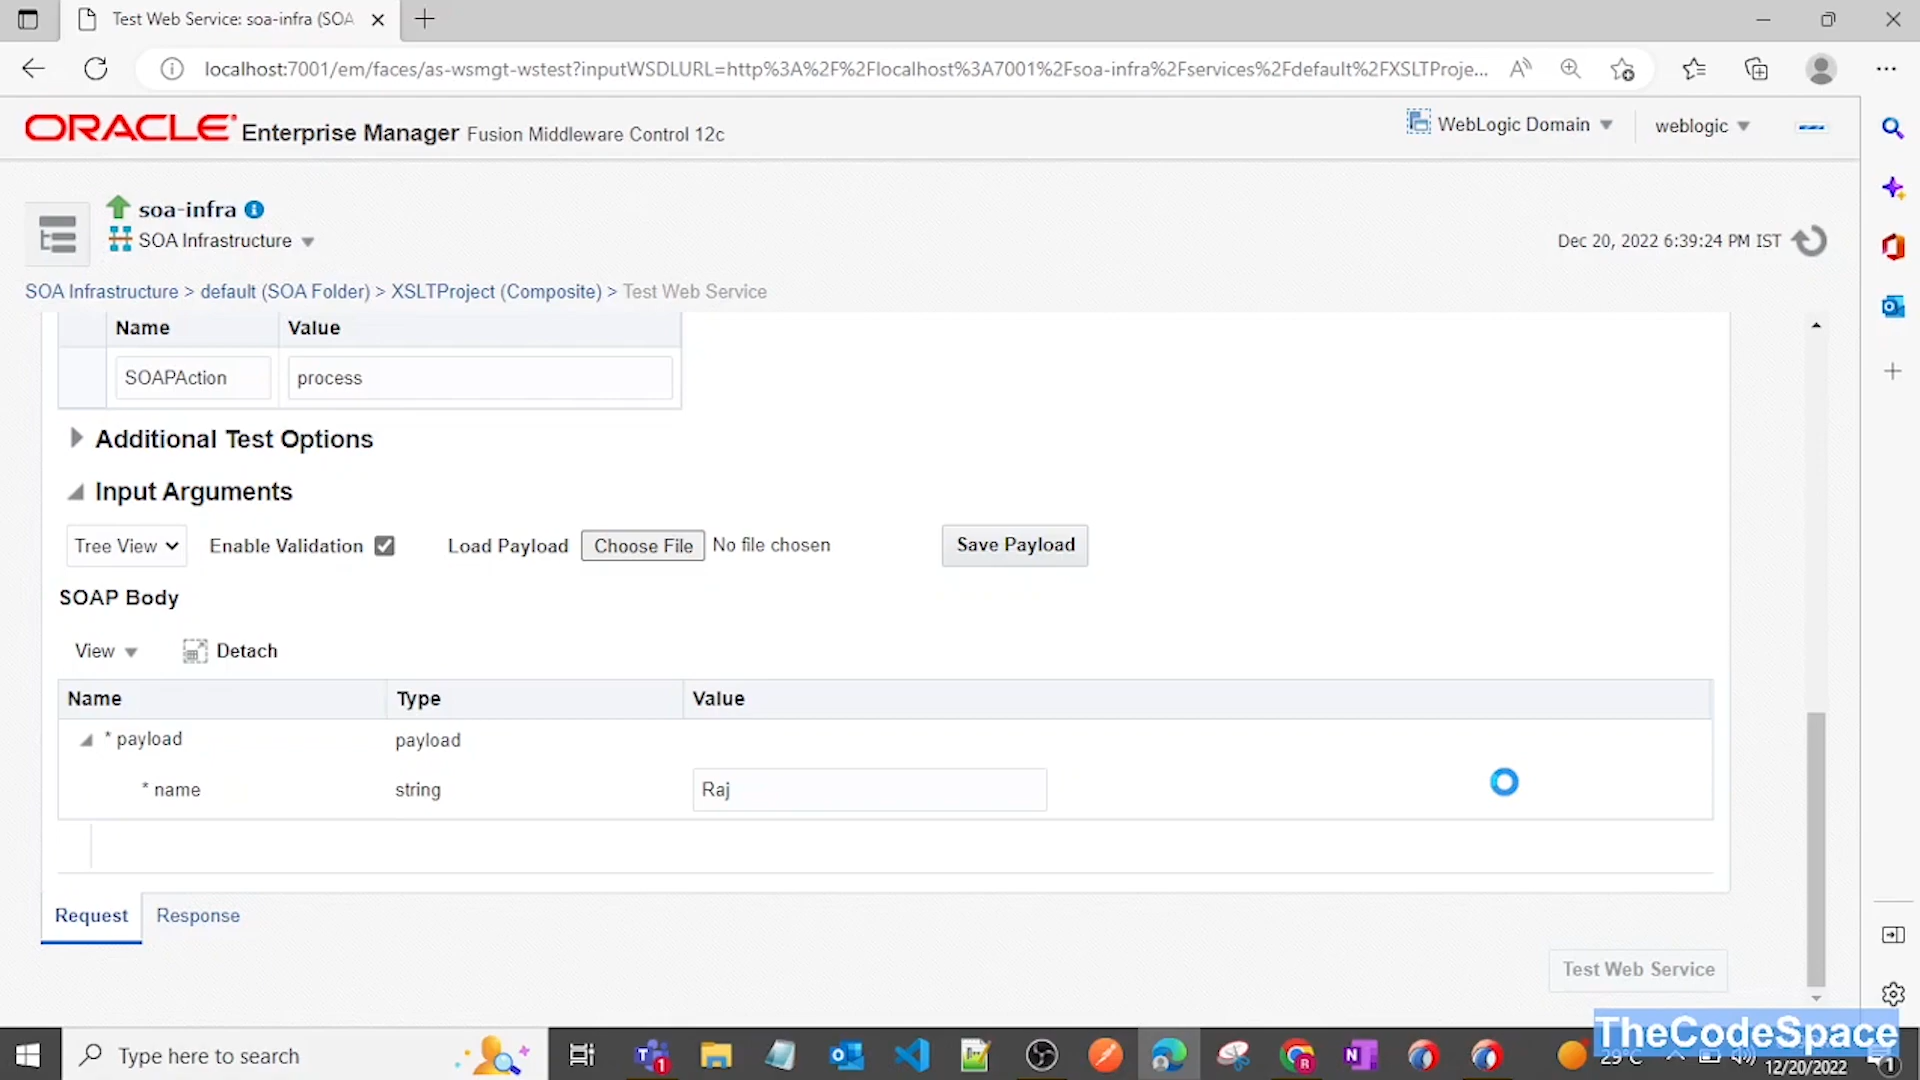 Test Web Service: soa-infra (SOA
localhost:7001/em/faces/as-wsmgt-wstest?inputWSDLURL=http%3A%2F%2Flocalhost%3A7001%2Fsoa-infra%2Fservices%2Fdefault%2FXSLTProje...
ORACLE Enterprise Manager Fusion Middleware Control 12c
WebLogic Domain
weblogic
soa-infra
SOA Infrastructure
Dec 20, 2022 6:39:24 PM IST
SOA Infrastructure > default (SOA Folder) > XSLTProject (Composite) > Test Web Service
Name Value
SOAPAction process
Additional Test Options
Input Arguments
Tree View Enable Validation Load Payload Choose File No file chosen Save Payload
SOAP Body
View Detach
Name Type Value
* payload payload
* name string Raj
Request Response
Test Web Service
TheCodeSpace
Type here to search
29°C
12/20/2022